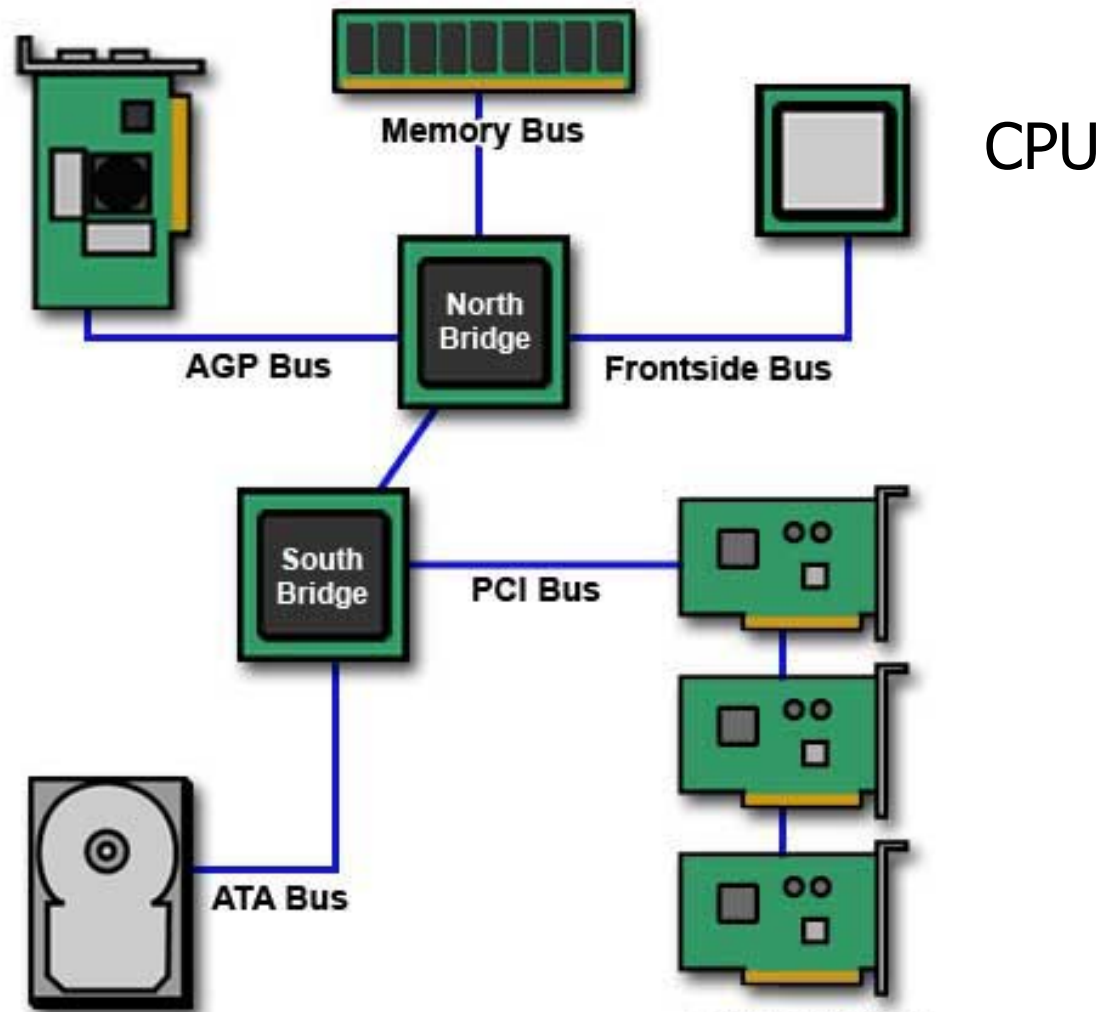 Memory Bus
CPU
North
Bridge
AGP Bus
Frontside Bus
South
Bridge
PCI Bus
ATA Bus